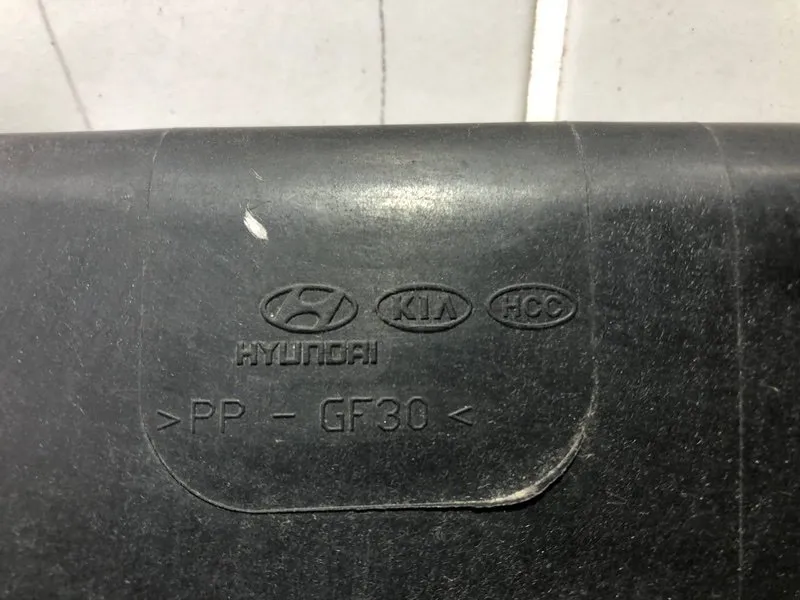 KIA HCC
HYUNDAI
>PP - GF30<